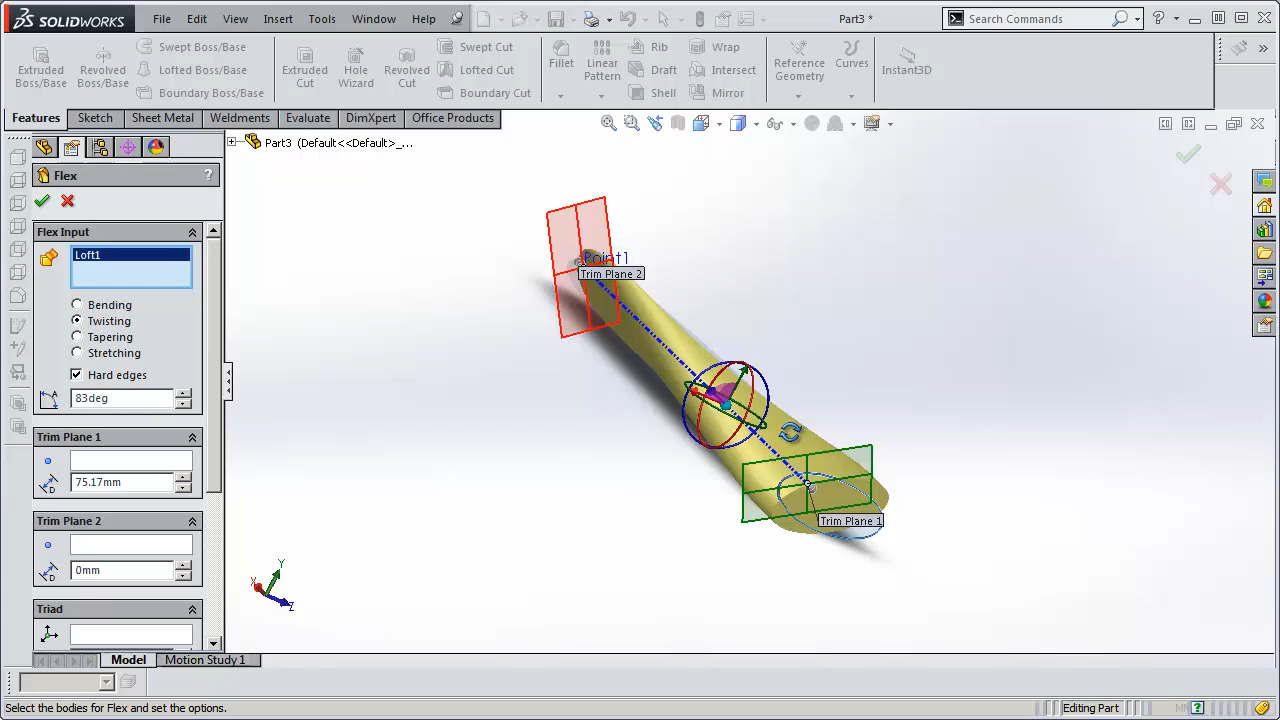 SOLIDWORKS File Edit View Insert Tools Window Help Part3 * Search Commands
Extruded Boss/Base
Revolved Boss/Base
Swept Boss/Base
Lofted Boss/Base
Boundary Boss/Base
Extruded Cut
Hole Wizard
Revolved Cut
Swept Cut
Lofted Cut
Boundary Cut
Fillet
Linear Pattern
Rib
Draft
Shell
Wrap
Intersect
Mirror
Reference Geometry
Curves
Instant3D
Features Sketch Sheet Metal Weldments Evaluate DimXpert Office Products
Part3 (Default<<Default>_...
Flex ?
Flex Input
Loft1
Bending
Twisting
Tapering
Stretching
Hard edges
83deg
Trim Plane 1
75.17mm
Trim Plane 2
0mm
Triad
Point1
Trim Plane 2
Trim Plane 1
Y
X
Z
Model Motion Study 1
Select the bodies for Flex and set the options. Editing Part